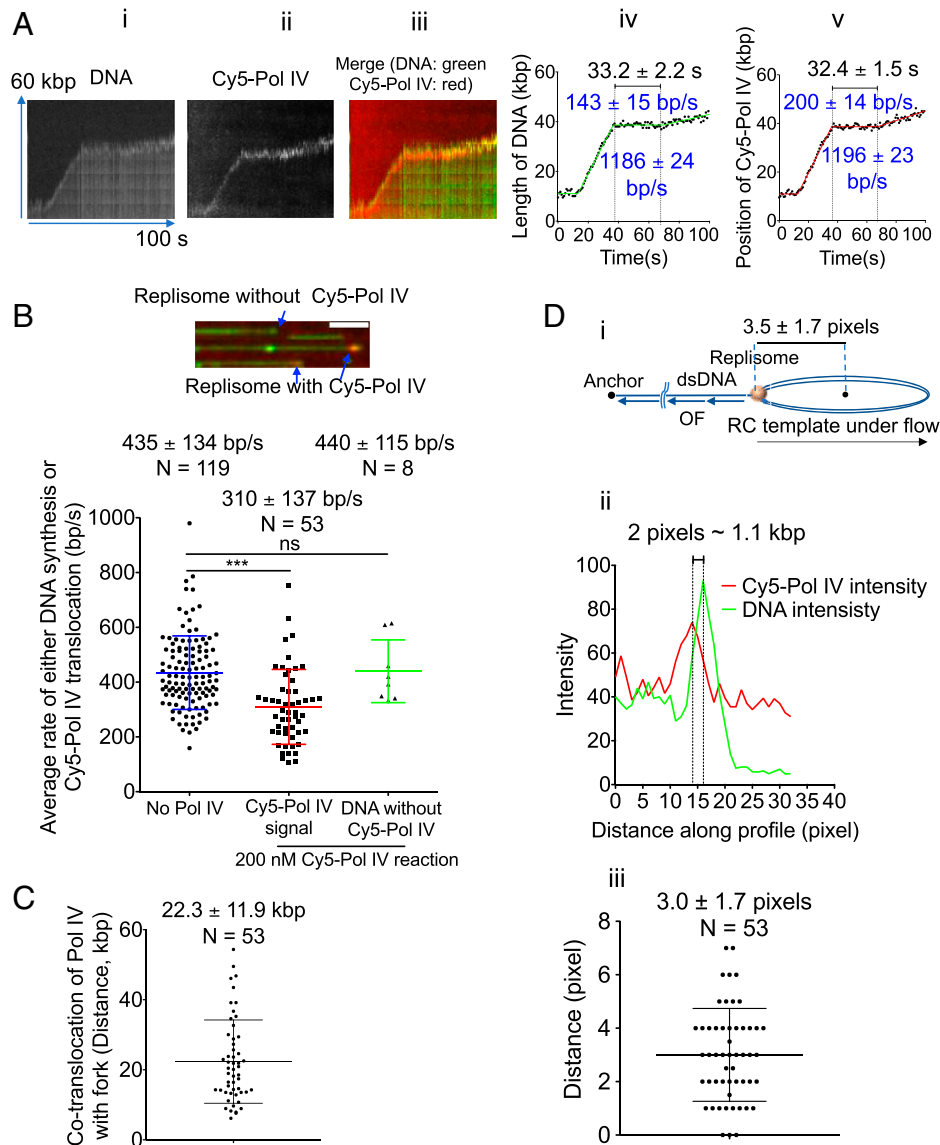 A
i
ii
iii
iv
v
60 kbp
DNA
Cy5-Pol IV
Merge (DNA: green
Cy5-Pol IV: red)
100 s
Length of DNA (kbp)
60
40
20
0
33.2 ± 2.2 s
143 ± 15 bp/s
1186 ± 24
bp/s
0 20 40 60 80 100
Time(s)
Position of Cy5-Pol IV (kbp)
60
40
20
0
32.4 ± 1.5 s
200 ± 14 bp/s
1196 ± 23
bp/s
0 20 40 60 80 100
Time(s)
B
Replisome without Cy5-Pol IV
Replisome with Cy5-Pol IV
435 ± 134 bp/s
N = 119
440 ± 115 bp/s
N = 8
310 ± 137 bp/s
N = 53
ns
***
Average rate of either DNA synthesis or
Cy5-Pol IV translocation (bp/s)
1000
800
600
400
200
0
No Pol IV
Cy5-Pol IV
signal
DNA without
Cy5-Pol IV
200 nM Cy5-Pol IV reaction
C
22.3 ± 11.9 kbp
N = 53
Co-translocation of Pol IV
with fork (Distance, kbp)
60
40
20
0
D
i
3.5 ± 1.7 pixels
Replisome
Anchor
dsDNA
OF
RC template under flow
ii
2 pixels ~ 1.1 kbp
Cy5-Pol IV intensity
DNA intensisty
Intensity
100
80
60
40
20
0
0 5 10 15 20 25 30 35 40
Distance along profile (pixel)
iii
3.0 ± 1.7 pixels
N = 53
Distance (pixel)
8
6
4
2
0